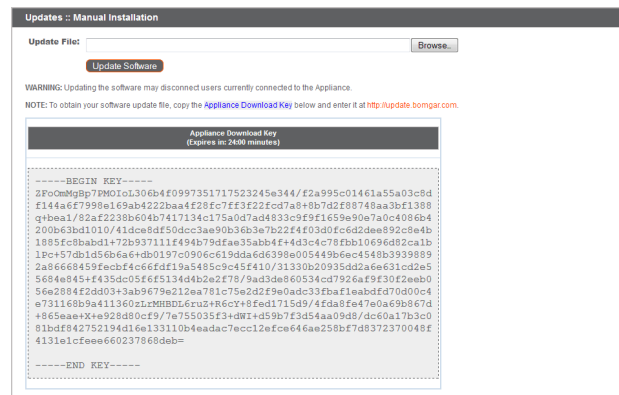 Updates :: Manual Installation
Update File:
Browse..
Update Software
WARNING: Updating the software may disconnect users currently connected to the Appliance.
NOTE: To obtain your software update file, copy the Appliance Download Key below and enter it at http://update.bomgar.com.
Appliance Download Key
(Expires in: 24:00 minutes)
-----BEGIN KEY-----
ZFoOmMgBp7PMOIoL306b4f0997351717523245e344/f2a995c01461a55a03c8d
f144a6f7998e169ab4222baa4f28fc7ff3f22fcd7a8+8b7d2f88748aa3bf1388
q+bea1/82af2238b604b7417134c175a0d7ad4833c9f9f1659e90e7a0c4086b4
200b63bd1010/41dce8df50dcc3ae90b36b3e7b22f4f03d0fc6d2dee892c8e4b
1885fc8babd1+72b937111f494b79dfae35abb4f+4d3c4c78fbb10696d82ca1b
lPc+57db1d56b6a6+db0197c0906c619dda6d6398e005449b6ec4548b3939889
2a86668459fecbf4c66fdf19a5485c9c45f410/31330b20935dd2a6e631cd2e5
5684e845+f435dc05f6f5134d4b2e2f78/9ad3de860534cd7926af9f30f2eeb0
56e2884f2dd03+3ab9679e212ea781c75e2d2f9e0adc33fbaf1eabdfd70d00c4
e731168b9a411360zLrMHBDL6ruZ+R6cY+8fed1715d9/4fda8fe47e0a69b867d
+865eae+X+e928d80cf9/7e755035f3+dWI+d59b7f3d54aa09d8/dc60a17b3c0
81bdf842752194d16e133110b4eadac7ecc12efce646ae258bf7d8372370048f
4131e1cfeee660237868deb=
-----END KEY-----